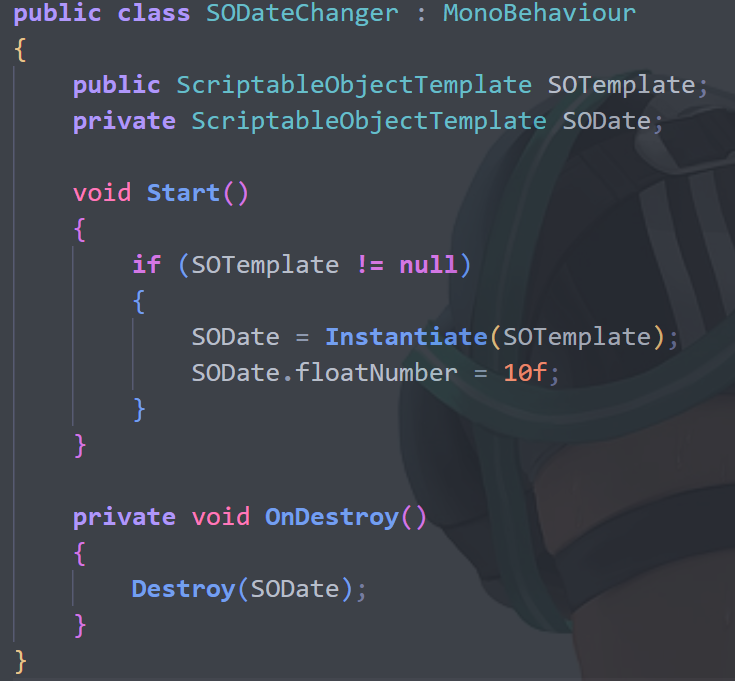 public class SODateChanger : MonoBehaviour
{
public ScriptableObjectTemplate SOTemplate;
private ScriptableObjectTemplate SODate;
void Start()
{
if (SOTemplate != null)
{
SODate = Instantiate(SOTemplate);
SODate.floatNumber = 10f;
}
}
private void OnDestroy()
{
Destroy(SODate);
}
}